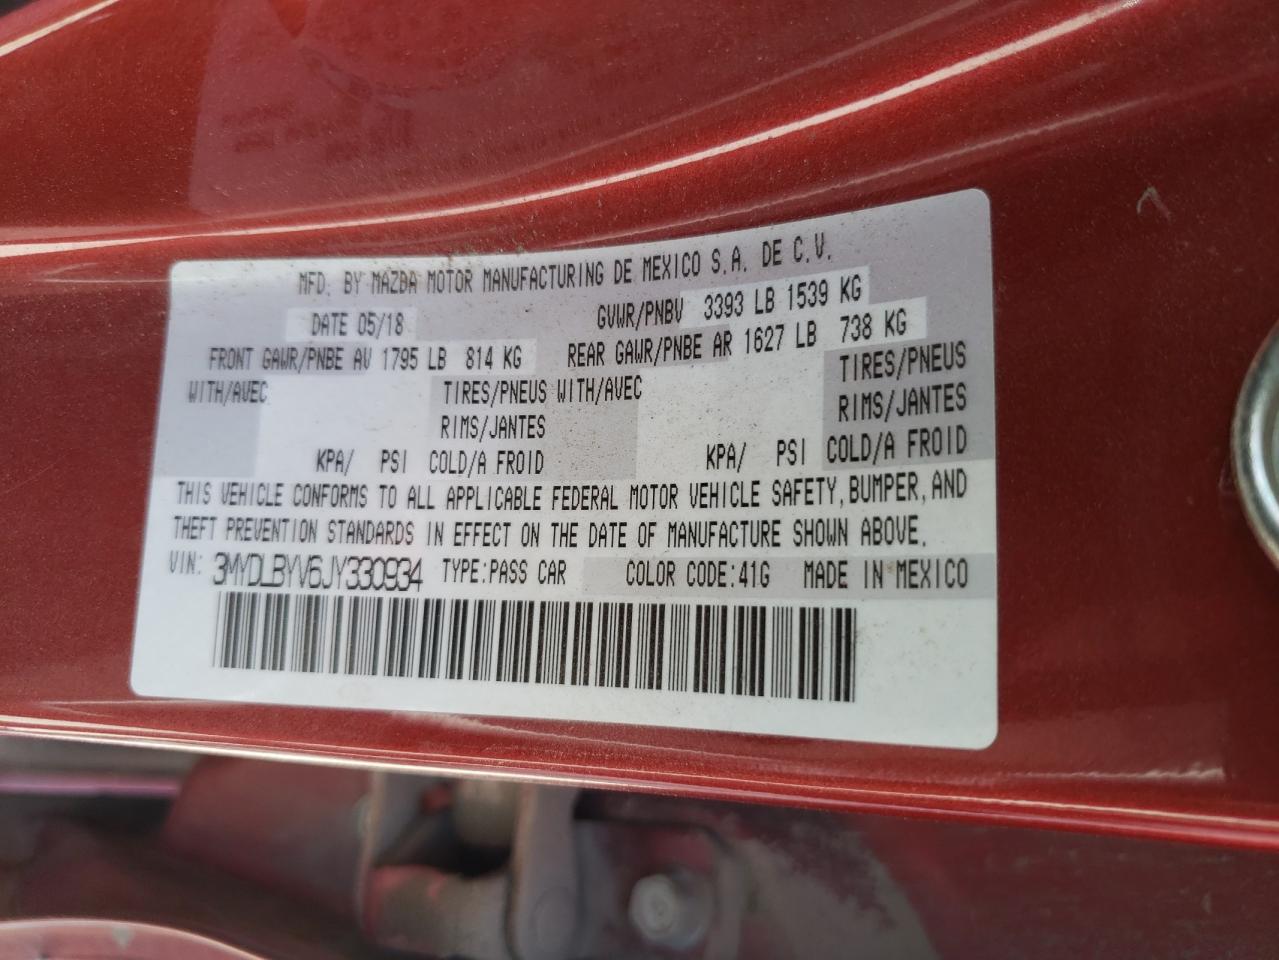 MFD. BY MAZDA MOTOR MANUFACTURING DE MEXICO S.A. DE C.V.
DATE 05/18 GVWR/PNBV 3393 LB 1539 KG
FRONT GAWR/PNBE AV 1795 LB 814 KG REAR GAWR/PNBE AR 1627 LB 738 KG
WITH/AVEC TIRES/PNEUS WITH/AVEC TIRES/PNEUS
RIMS/JANTES RIMS/JANTES
KPA/ PSI COLD/A FROID KPA/ PSI COLD/A FROID
THIS VEHICLE CONFORMS TO ALL APPLICABLE FEDERAL MOTOR VEHICLE SAFETY, BUMPER, AND
THEFT PREVENTION STANDARDS IN EFFECT ON THE DATE OF MANUFACTURE SHOWN ABOVE.
VIN: 3MYDLBYV6JY330934 TYPE:PASS CAR COLOR CODE:41G MADE IN MEXICO